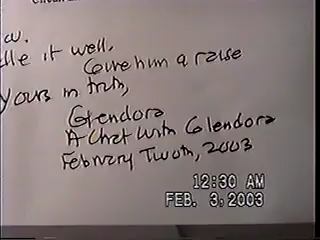 w.
lle it well.
Give him a raise
Yours in truth,
Glendora
A Chat with Glendora
February Twoth, 2003
12:30 AM
FEB. 3,2003